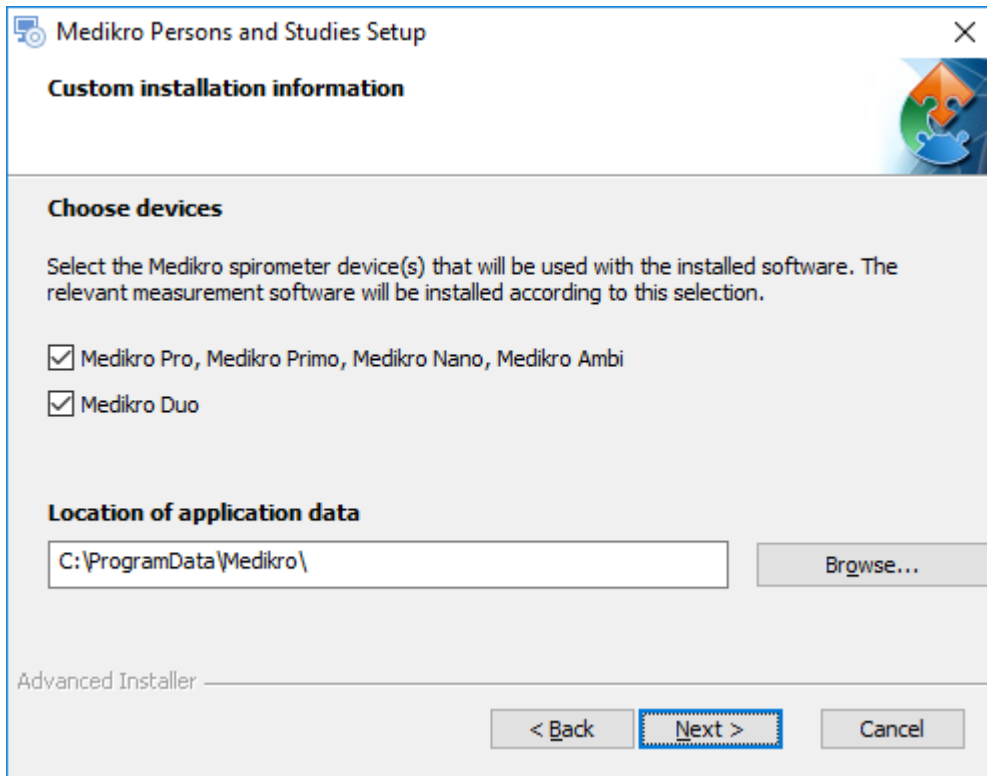 Medikro Persons and Studies Setup
Custom installation information
Choose devices
Select the Medikro spirometer device(s) that will be used with the installed software. The
relevant measurement software will be installed according to this selection.
Medikro Pro, Medikro Primo, Medikro Nano, Medikro Ambi
Medikro Duo
Location of application data
C:\ProgramData\Medikro\
Browse...
Advanced Installer
< Back
Next >
Cancel